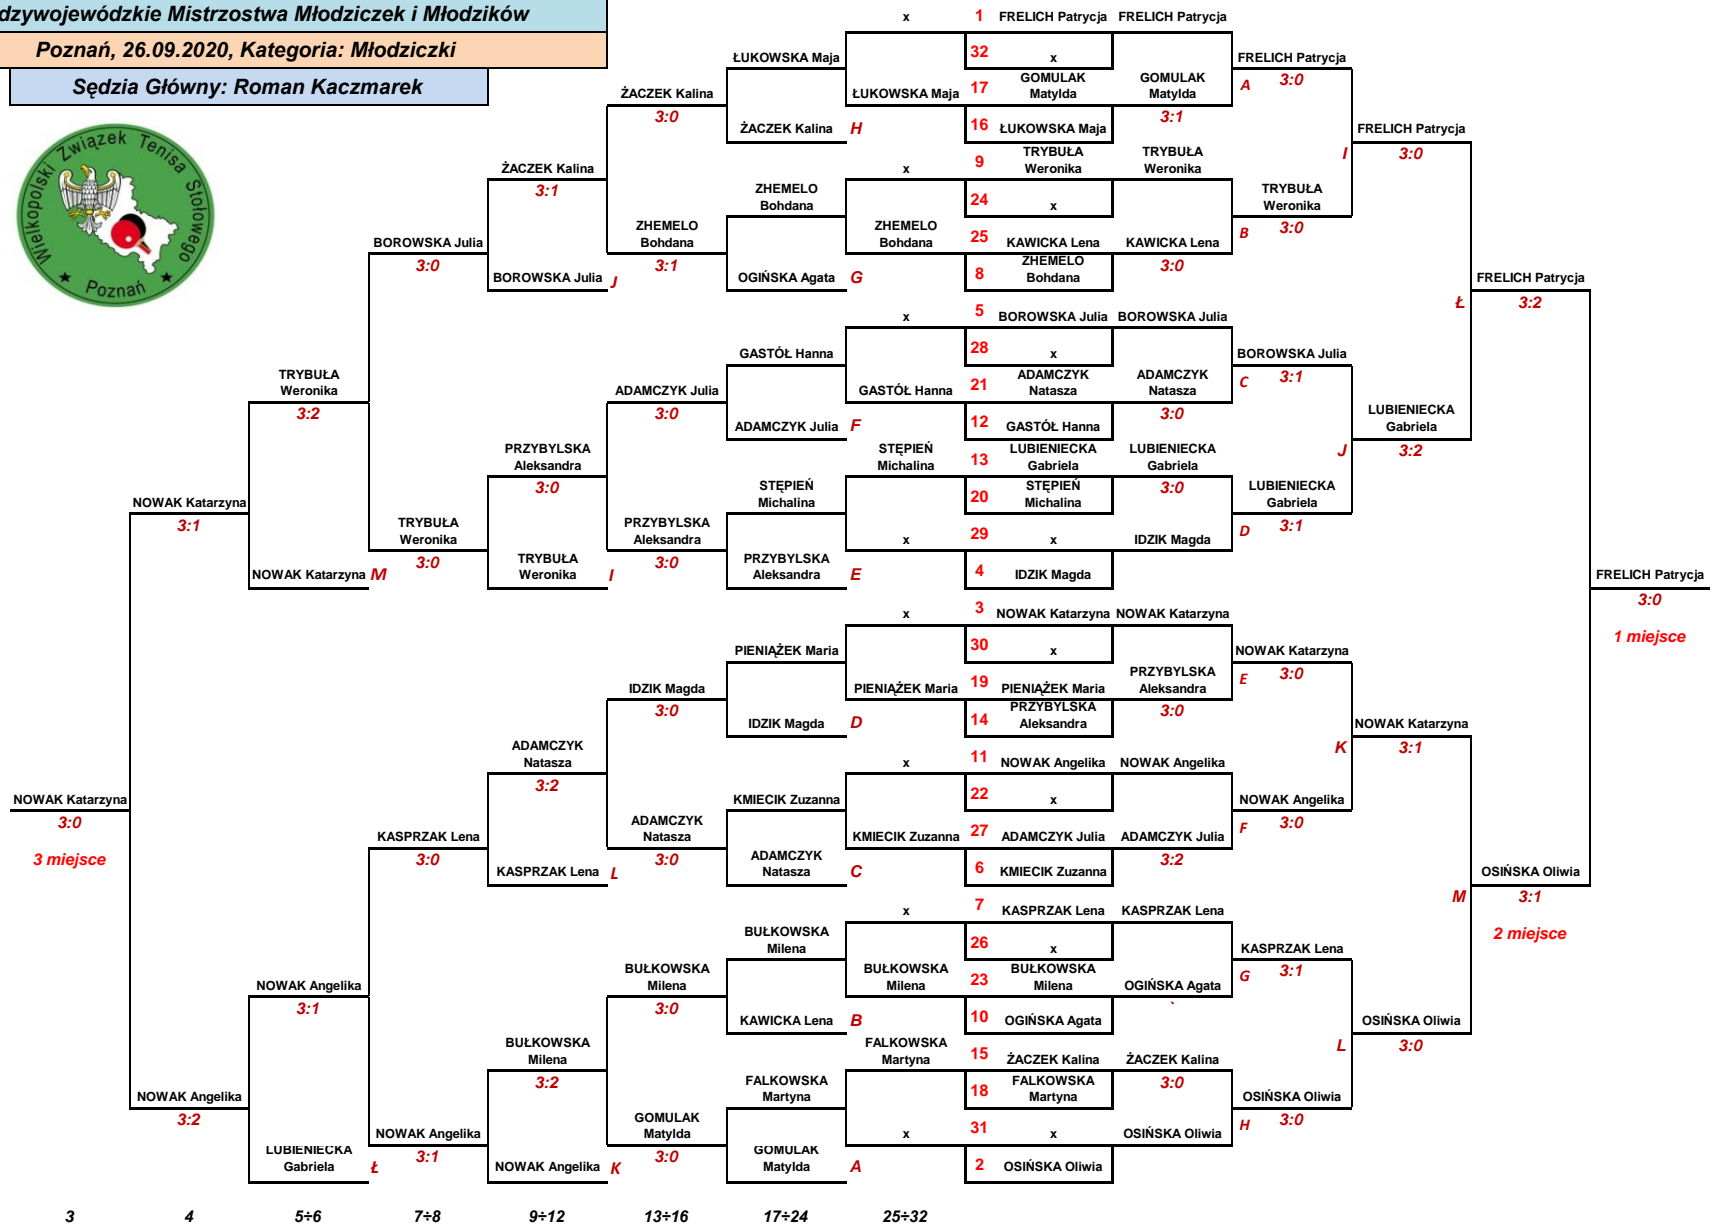 dzywojewódzkie Mistrzostwa Młodziczek i Młodzików
Poznań, 26.09.2020, Kategoria: Młodziczki
Sędzia Główny: Roman Kaczmarek
Wielkopolski Związek Tenisa Stołowego
★ Poznań ★
x 1 FRELICH Patrycja FRELICH Patrycja
32 x
ŁUKOWSKA Maja FRELICH Patrycja
A 3:0
ŁUKOWSKA Maja 17 GOMULAK Matylda GOMULAK Matylda
ŻACZEK Kalina
3:0 3:1
ŻACZEK Kalina H 16 ŁUKOWSKA Maja FRELICH Patrycja
I 3:0
x 9 TRYBUŁA Weronika TRYBUŁA Weronika
ŻACZEK Kalina
3:1
ZHEMELO Bohdana 24 x TRYBUŁA Weronika
B 3:0
ZHEMELO Bohdana ZHEMELO Bohdana 25 KAWICKA Lena KAWICKA Lena
BOROWSKA Julia
3:0 3:1 3:0
BOROWSKA Julia J OGIŃSKA Agata G 8 ZHEMELO Bohdana FRELICH Patrycja
Ł 3:2
x 5 BOROWSKA Julia BOROWSKA Julia
GASTÓŁ Hanna 28 x BOROWSKA Julia
C 3:1
TRYBUŁA Weronika
3:2
ADAMCZYK Julia GASTÓŁ Hanna 21 ADAMCZYK Natasza ADAMCZYK Natasza
3:0 3:0
ADAMCZYK Julia F 12 GASTÓŁ Hanna LUBIENIECKA Gabriela
J 3:2
PRZYBYLSKA Aleksandra STĘPIEŃ Michalina 13 LUBIENIECKA Gabriela LUBIENIECKA Gabriela
3:0 3:0
STĘPIEŃ Michalina 20 STĘPIEŃ Michalina LUBIENIECKA Gabriela
D 3:1
NOWAK Katarzyna
3:1
TRYBUŁA Weronika PRZYBYLSKA Aleksandra x 29 x IDZIK Magda
3:0 3:0
NOWAK Katarzyna M TRYBUŁA Weronika I PRZYBYLSKA Aleksandra E 4 IDZIK Magda FRELICH Patrycja
3:0
1 miejsce
x 3 NOWAK Katarzyna NOWAK Katarzyna
PIENIĄŻEK Maria 30 x NOWAK Katarzyna
E 3:0
IDZIK Magda PIENIĄŻEK Maria 19 PIENIĄŻEK Maria PRZYBYLSKA Aleksandra
3:0 3:0
IDZIK Magda D 14 PRZYBYLSKA Aleksandra NOWAK Katarzyna
K 3:1
ADAMCZYK Natasza x 11 NOWAK Angelika NOWAK Angelika
3:2
NOWAK Katarzyna KMIECIK Zuzanna 22 x NOWAK Angelika
3:0 F 3:0
3 miejsce
KASPRZAK Lena ADAMCZYK Natasza KMIECIK Zuzanna 27 ADAMCZYK Julia ADAMCZYK Julia
3:0 3:0 3:2
KASPRZAK Lena L ADAMCZYK Natasza C 6 KMIECIK Zuzanna OSIŃSKA Oliwia
M 3:1
2 miejsce
x 7 KASPRZAK Lena KASPRZAK Lena
BUŁKOWSKA Milena 26 x KASPRZAK Lena
G 3:1
NOWAK Angelika BUŁKOWSKA Milena BUŁKOWSKA Milena 23 BUŁKOWSKA Milena OGIŃSKA Agata
3:1 3:0 `
KAWICKA Lena B 10 OGIŃSKA Agata OSIŃSKA Oliwia
L 3:0
BUŁKOWSKA Milena FALKOWSKA Martyna 15 ŻACZEK Kalina ŻACZEK Kalina
3:2 3:0
NOWAK Angelika FALKOWSKA Martyna 18 FALKOWSKA Martyna OSIŃSKA Oliwia
3:2 H 3:0
NOWAK Angelika GOMULAK Matylda x 31 x OSIŃSKA Oliwia
3:1 3:0
LUBIENIECKA Gabriela Ł NOWAK Angelika K GOMULAK Matylda A 2 OSIŃSKA Oliwia
3 4 5÷6 7÷8 9÷12 13÷16 17÷24 25÷32